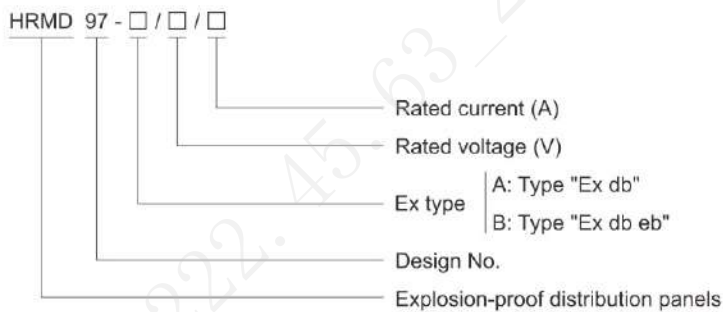 HRMD 97 - □ / □ / □
Rated current (A)
Rated voltage (V)
Ex type
A: Type "Ex db"
B: Type "Ex db eb"
Design No.
Explosion-proof distribution panels